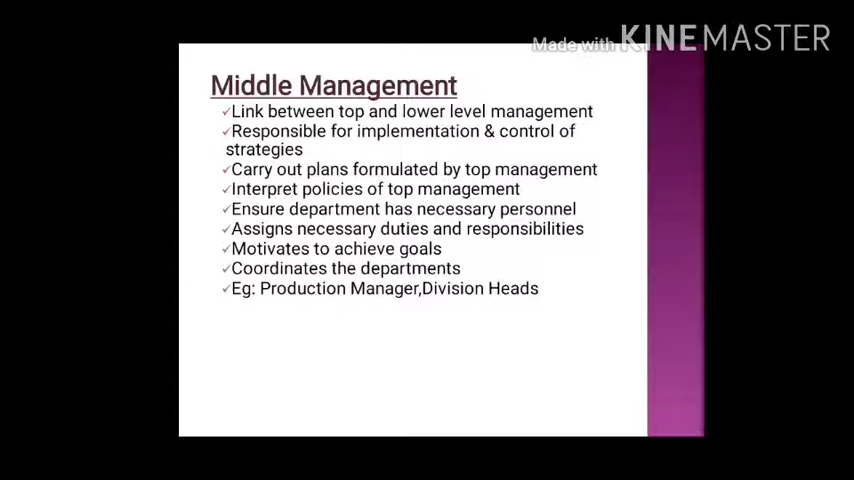 Made with KINEMASTER
Middle Management
✓Link between top and lower level management
✓Responsible for implementation & control of
strategies
✓Carry out plans formulated by top management
✓Interpret policies of top management
✓Ensure department has necessary personnel
✓Assigns necessary duties and responsibilities
✓Motivates to achieve goals
✓Coordinates the departments
✓Eg: Production Manager,Division Heads